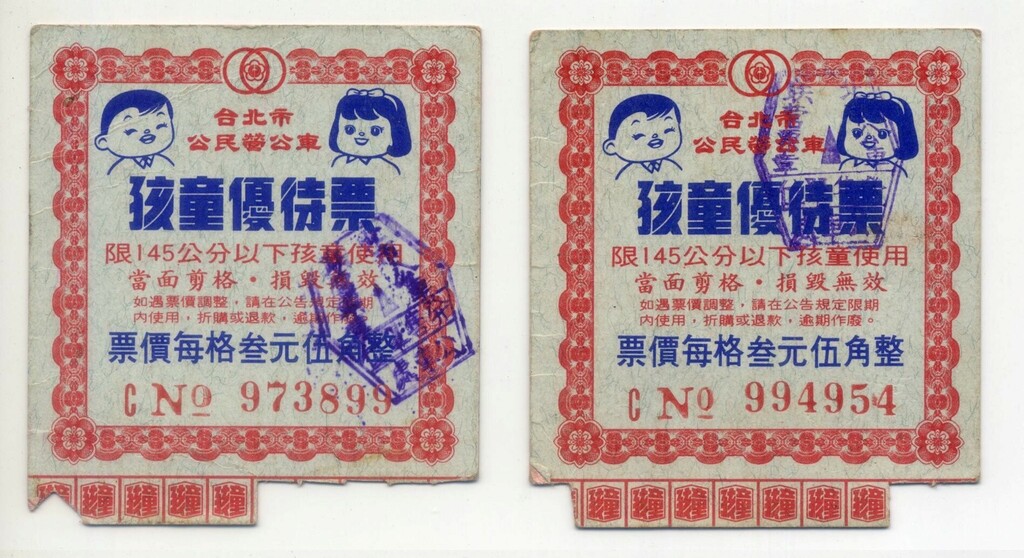 台北市
公民營公車
孩童優待票
限145公分以下孩童使用
當面剪格・損毀無效
如遇票價調整，請在公告規定限期
內使用，折購或退款，逾期作廢。
票價每格叁元伍角整
C No 973899
台北市
公民營公車
孩童優待票
限145公分以下孩童使用
當面剪格・損毀無效
如遇票價調整，請在公告規定限期
內使用，折購或退款，逾期作廢。
票價每格叁元伍角整
C No 994954